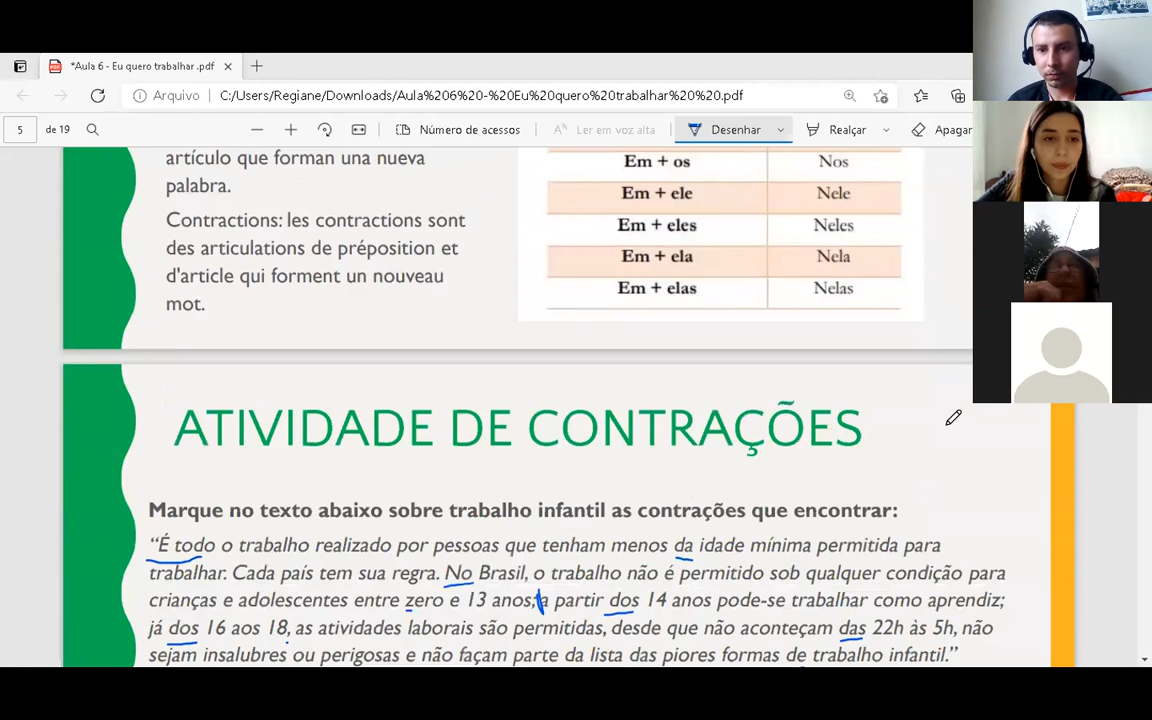 *Aula 6 - Eu quero trabalhar .pdf
Arquivo
C:/Users/Regiane/Downloads/Aula%206%20-%20Eu%20quero%20trabalhar%20%20.pdf
5 de 19
Número de acessos
Ler em voz alta
Desenhar
Realçar
Apagar
artículo que forman una nueva
palabra.
Contractions: les contractions sont
des articulations de préposition et
d'article qui forment un nouveau
mot.
Em + os Nos
Em + ele Nele
Em + eles Neles
Em + ela Nela
Em + elas Nelas
ATIVIDADE DE CONTRAÇÕES
Marque no texto abaixo sobre trabalho infantil as contrações que encontrar:
“É todo o trabalho realizado por pessoas que tenham menos da idade mínima permitida para
trabalhar. Cada país tem sua regra. No Brasil, o trabalho não é permitido sob qualquer condição para
crianças e adolescentes entre zero e 13 anos; a partir dos 14 anos pode-se trabalhar como aprendiz;
já dos 16 aos 18, as atividades laborais são permitidas, desde que não aconteçam das 22h às 5h, não
sejam insalubres ou perigosas e não façam parte da lista das piores formas de trabalho infantil.”